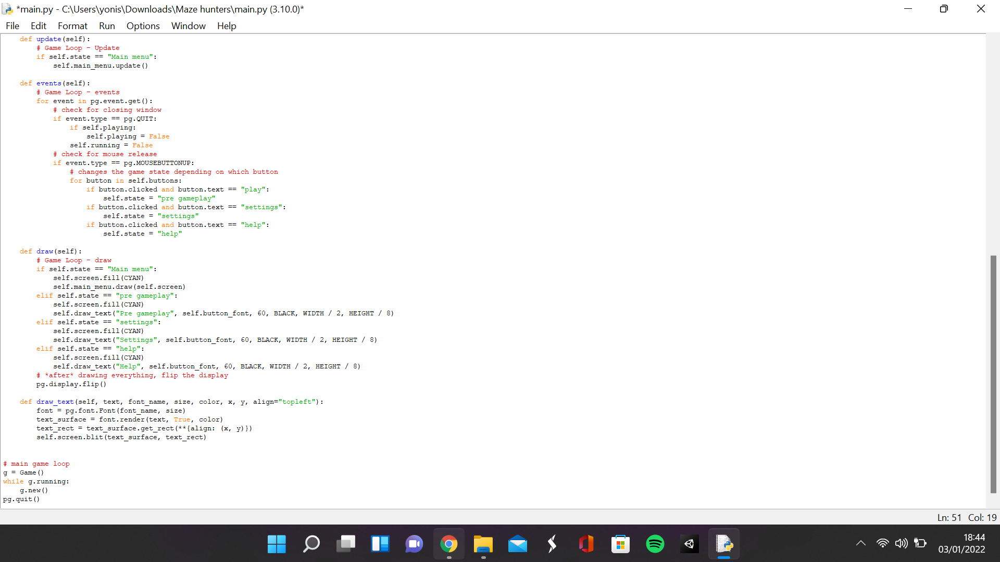 *main.py - C:\Users\yonis\Downloads\Maze hunters\main.py (3.10.0)*
File Edit Format Run Options Window Help
    def update(self):
        # Game Loop - Update
        if self.state == "Main menu":
            self.main_menu.update()

    def events(self):
        # Game Loop - events
        for event in pg.event.get():
            # check for closing window
            if event.type == pg.QUIT:
                if self.playing:
                    self.playing = False
                self.running = False
            # check for mouse release
            if event.type == pg.MOUSEBUTTONUP:
                # changes the game state depending on which button
                for button in self.buttons:
                    if button.clicked and button.text == "play":
                        self.state = "pre gameplay"
                    if button.clicked and button.text == "settings":
                        self.state = "settings"
                    if button.clicked and button.text == "help":
                        self.state = "help"

    def draw(self):
        # Game Loop - draw
        if self.state == "Main menu":
            self.screen.fill(CYAN)
            self.main_menu.draw(self.screen)
        elif self.state == "pre gameplay":
            self.screen.fill(CYAN)
            self.draw_text("Pre gameplay", self.button_font, 60, BLACK, WIDTH / 2, HEIGHT / 8)
        elif self.state == "settings":
            self.screen.fill(CYAN)
            self.draw_text("Settings", self.button_font, 60, BLACK, WIDTH / 2, HEIGHT / 8)
        elif self.state == "help":
            self.screen.fill(CYAN)
            self.draw_text("Help", self.button_font, 60, BLACK, WIDTH / 2, HEIGHT / 8)
        # *after* drawing everything, flip the display
        pg.display.flip()

    def draw_text(self, text, font_name, size, color, x, y, align="topleft"):
        font = pg.font.Font(font_name, size)
        text_surface = font.render(text, True, color)
        text_rect = text_surface.get_rect(**{align: (x, y)})
        self.screen.blit(text_surface, text_rect)


# main game loop
g = Game()
while g.running:
    g.new()
pg.quit()
Ln: 51 Col: 19
18:44
03/01/2022